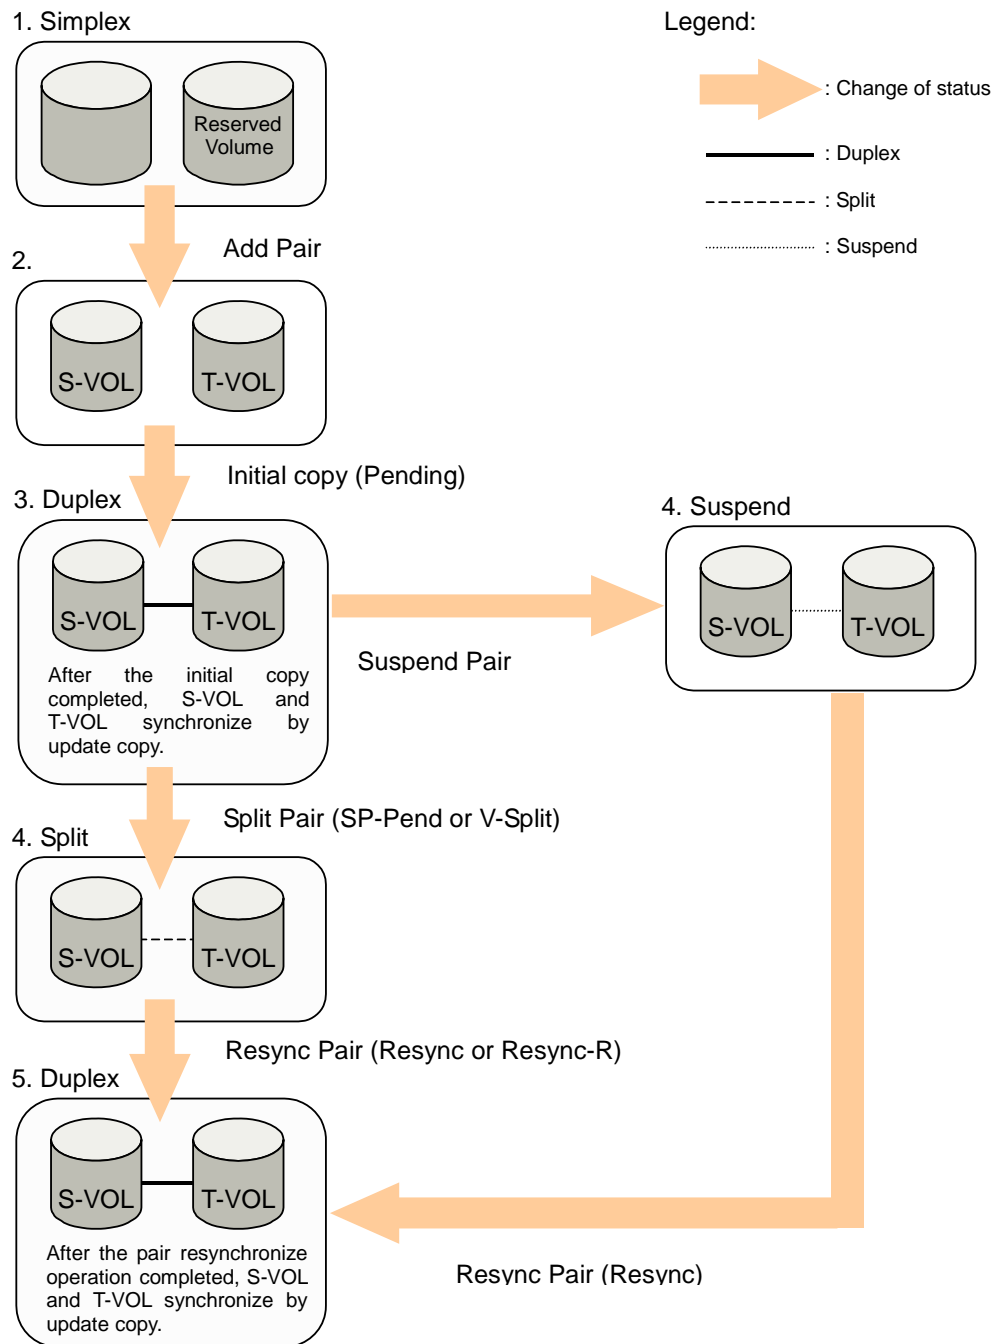 1. Simplex
Legend:
Reserved
Volume
: Change of status
: Duplex
: Split
: Suspend
Add Pair
2.
S-VOL
T-VOL
Initial copy (Pending)
3. Duplex
4. Suspend
S-VOL
T-VOL
S-VOL
T-VOL
Suspend Pair
After the initial copy
completed, S-VOL and
T-VOL synchronize by
update copy.
Split Pair (SP-Pend or V-Split)
4. Split
S-VOL
T-VOL
Resync Pair (Resync or Resync-R)
5. Duplex
S-VOL
T-VOL
After the pair resynchronize
operation completed, S-VOL
and T-VOL synchronize by
update copy.
Resync Pair (Resync)